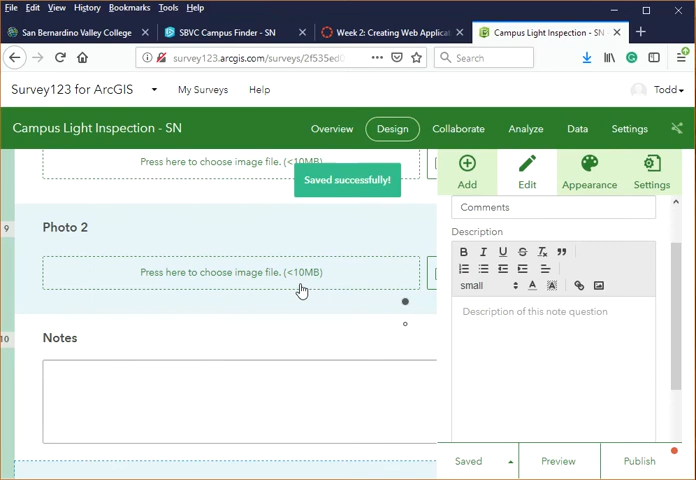 File Edit View History Bookmarks Tools Help
San Bernardino Valley College SBVC Campus Finder - SN Week 2: Creating Web Applicat Campus Light Inspection - SN
survey123.arcgis.com/surveys/2f535ed0 Search
Survey123 for ArcGIS My Surveys Help Todd
Campus Light Inspection - SN Overview Design Collaborate Analyze Data Settings
Press here to choose image file. (<10MB)
Saved successfully!
Add Edit Appearance Settings
Comments
9 Photo 2
Description
B I U S Tx
Press here to choose image file. (<10MB)
small A A
Description of this note question
10 Notes
Saved Preview Publish